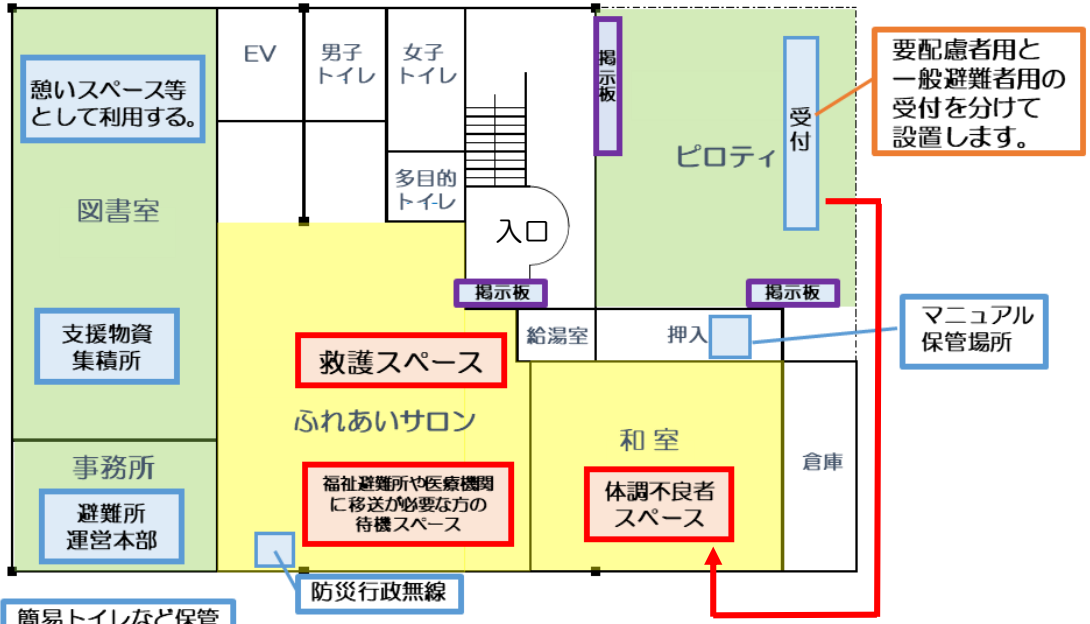 憩いスペース等
として利用する。
EV
男子
トイレ
女子
トイレ
掲示板
受付
要配慮者用と
一般避難者用の
受付を分けて
設置します。
ピロティ
多目的
トイレ
図書室
入口
掲示板
掲示板
支援物資
集積所
給湯室
押入
マニュアル
保管場所
救護スペース
ふれあいサロン
和室
倉庫
事務所
避難所
運営本部
福祉避難所や医療機関
に移送が必要な方の
待機スペース
体調不良者
スペース
防災行政無線
簡易トイレなど保管